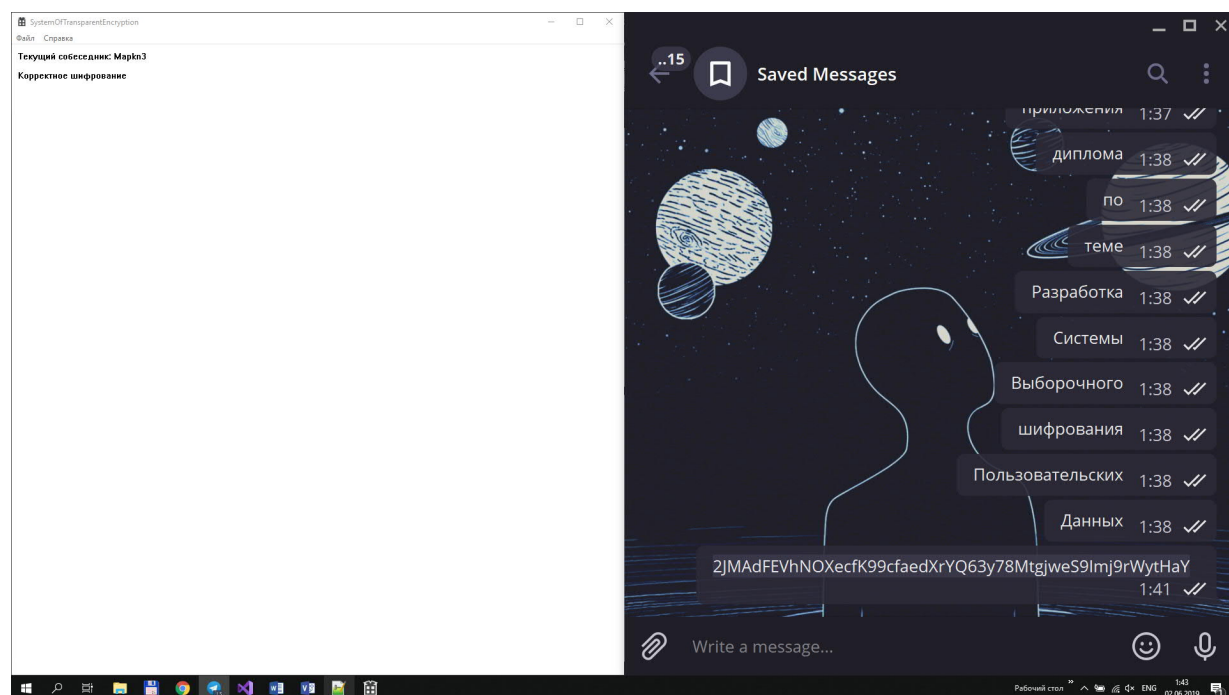 SystemOfTransparentEncryption
Файл Справка
Текущий собеседник: Mapkn3
Корректное шифрование
..15
Saved Messages
приложения 1:37
диплома 1:38
по 1:38
теме 1:38
Разработка 1:38
Системы 1:38
Выборочного 1:38
шифрования 1:38
Пользовательских 1:38
Данных 1:38
2JMAdFEVhNOXecfK99cfaedXrYQ63y78MtgjweS9Imj9rWytHaY
1:41
Write a message...
Рабочий стол » ENG 1:43
02.06.2019